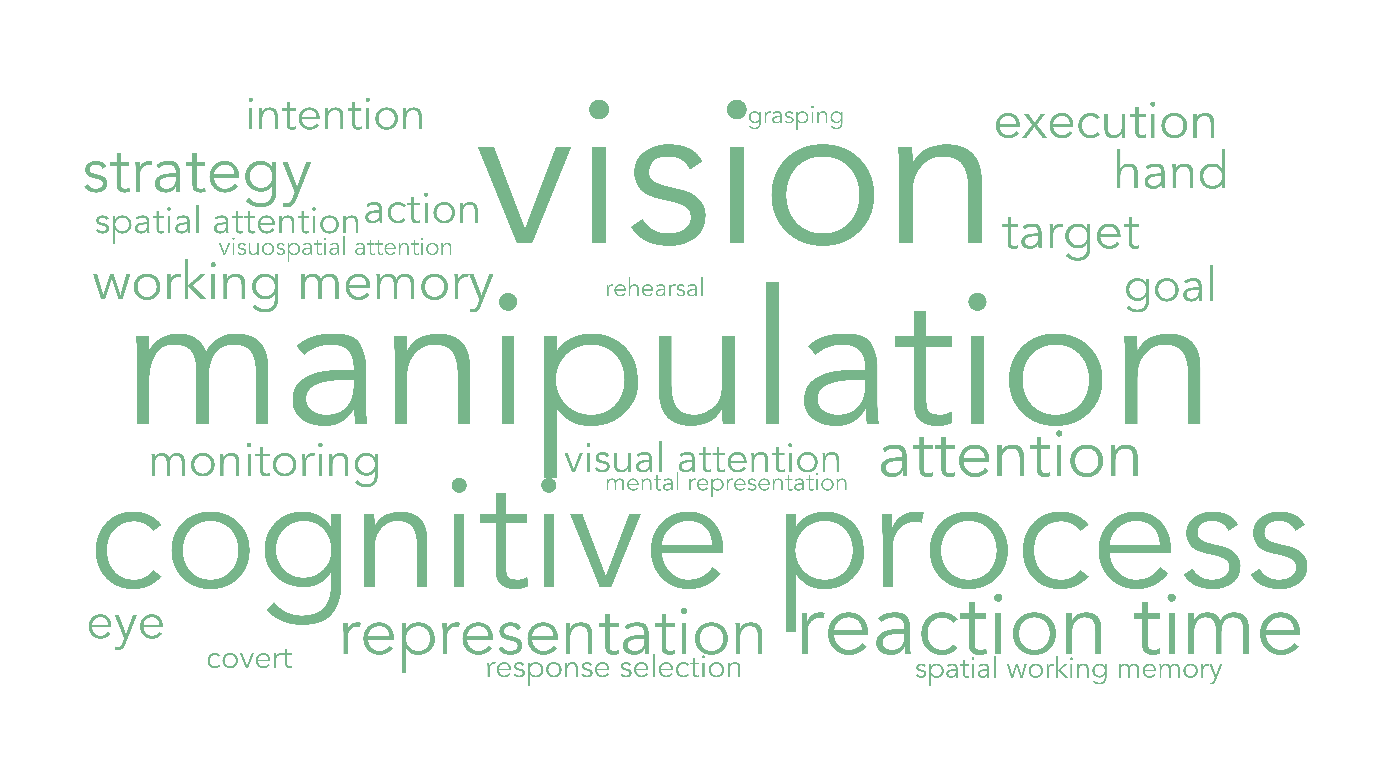 intention
grasping
execution
vision
strategy
hand
action
spatial attention
target
visuospatial attention
working memory
rehearsal
goal
manipulation
monitoring
visual attention
attention
mental representation
cognitive process
eye
representation
reaction time
covert
response selection
spatial working memory